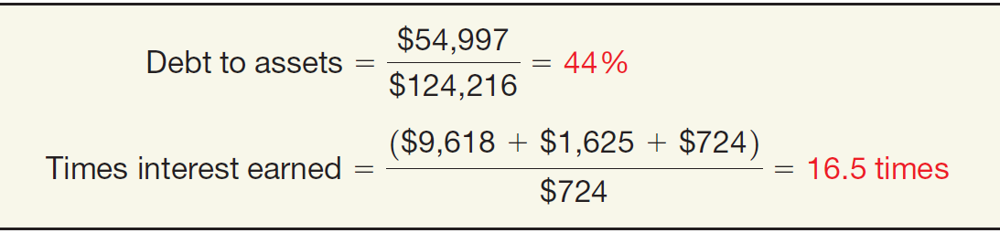 Debt to assets = $54,997 / $124,216 = 44%
Times interest earned = ($9,618 + $1,625 + $724) / $724 = 16.5 times